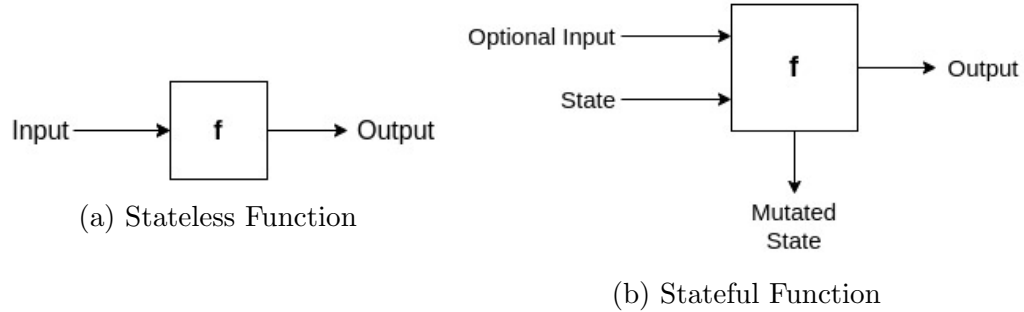 Input
f
Output
(a) Stateless Function
Optional Input
State
f
Output
Mutated
State
(b) Stateful Function